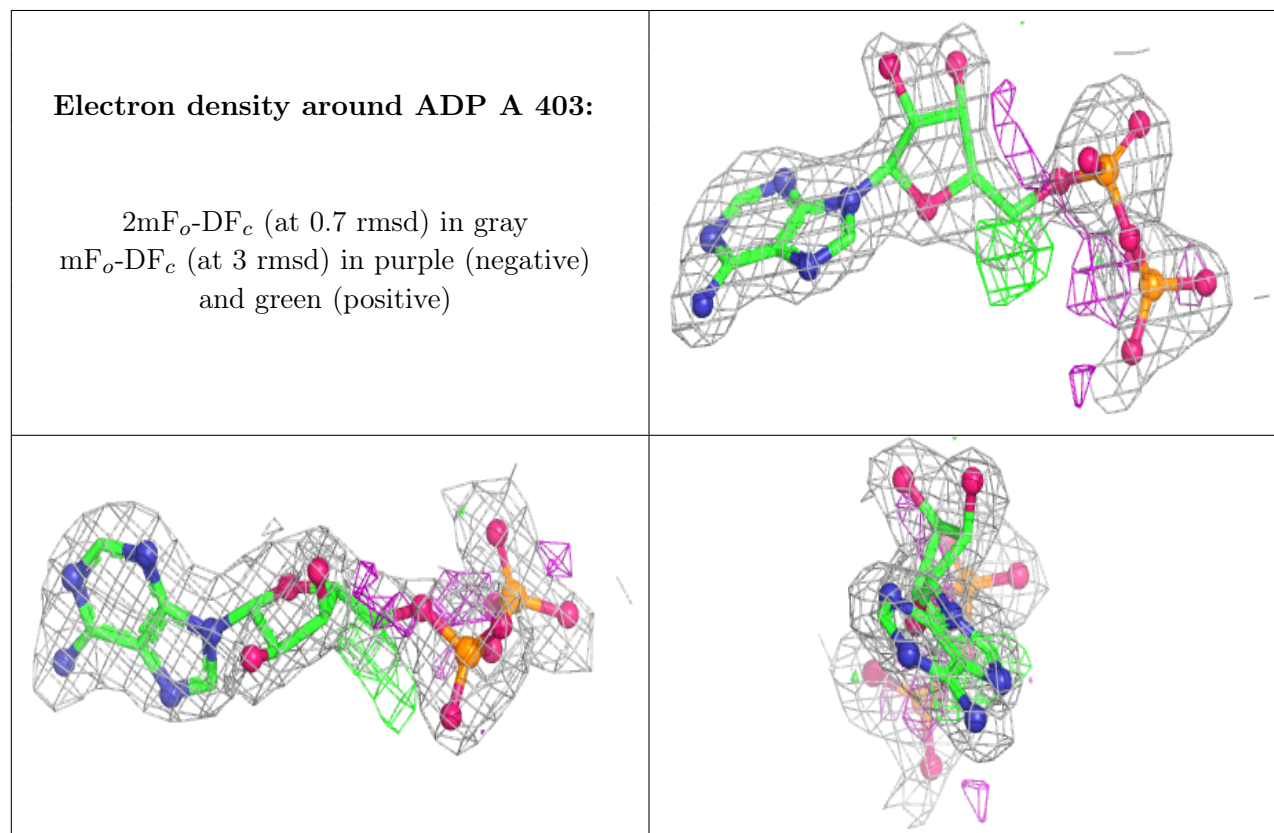 Electron density around ADP A 403:
2mFo-DFc (at 0.7 rmsd) in gray
mFo-DFc (at 3 rmsd) in purple (negative)
and green (positive)